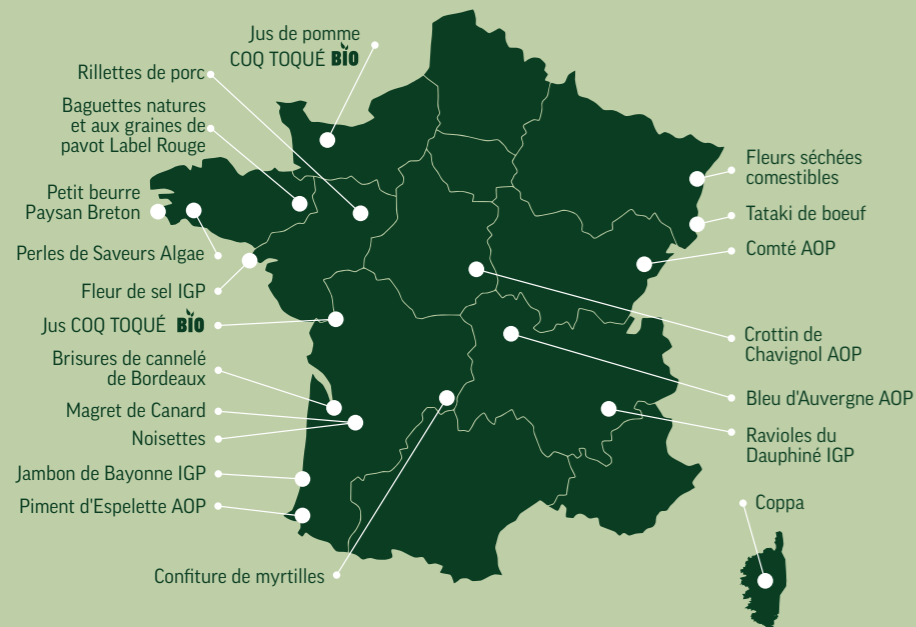 Jus de pomme
COQ TOQUÉ BIO
Rillettes de porc
Baguettes natures
et aux graines de
pavot Label Rouge
Petit beurre
Paysan Breton
Perles de Saveurs Algae
Fleur de sel IGP
Jus COQ TOQUÉ BIO
Brisures de cannelé
de Bordeaux
Magret de Canard
Noisettes
Jambon de Bayonne IGP
Piment d'Espelette AOP
Confiture de myrtilles
Fleurs séchées
comestibles
Tataki de boeuf
Comté AOP
Crottin de
Chavignol AOP
Bleu d'Auvergne AOP
Ravioles du
Dauphiné IGP
Coppa